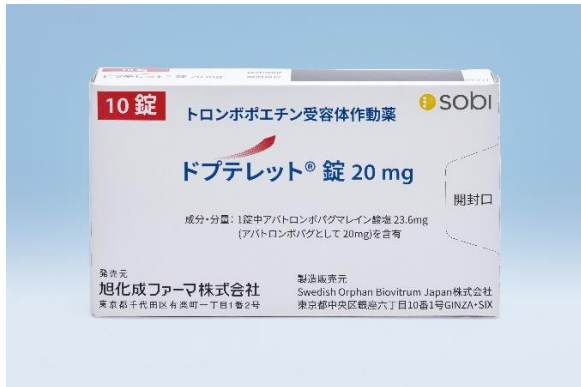 10錠
トロンボポエチン受容体作動薬
sobi
ドプテレット® 錠 20 mg
開封口
成分・分量：1錠中アバトロンボパグマレイン酸塩 23.6mg
(アバトロンボパグとして 20mg)を含有
発売元
旭化成ファーマ株式会社
東京都千代田区有楽町一丁目1番2号
製造販売元
Swedish Orphan Biovitrum Japan株式会社
東京都中央区銀座六丁目10番1号GINZA・SIX